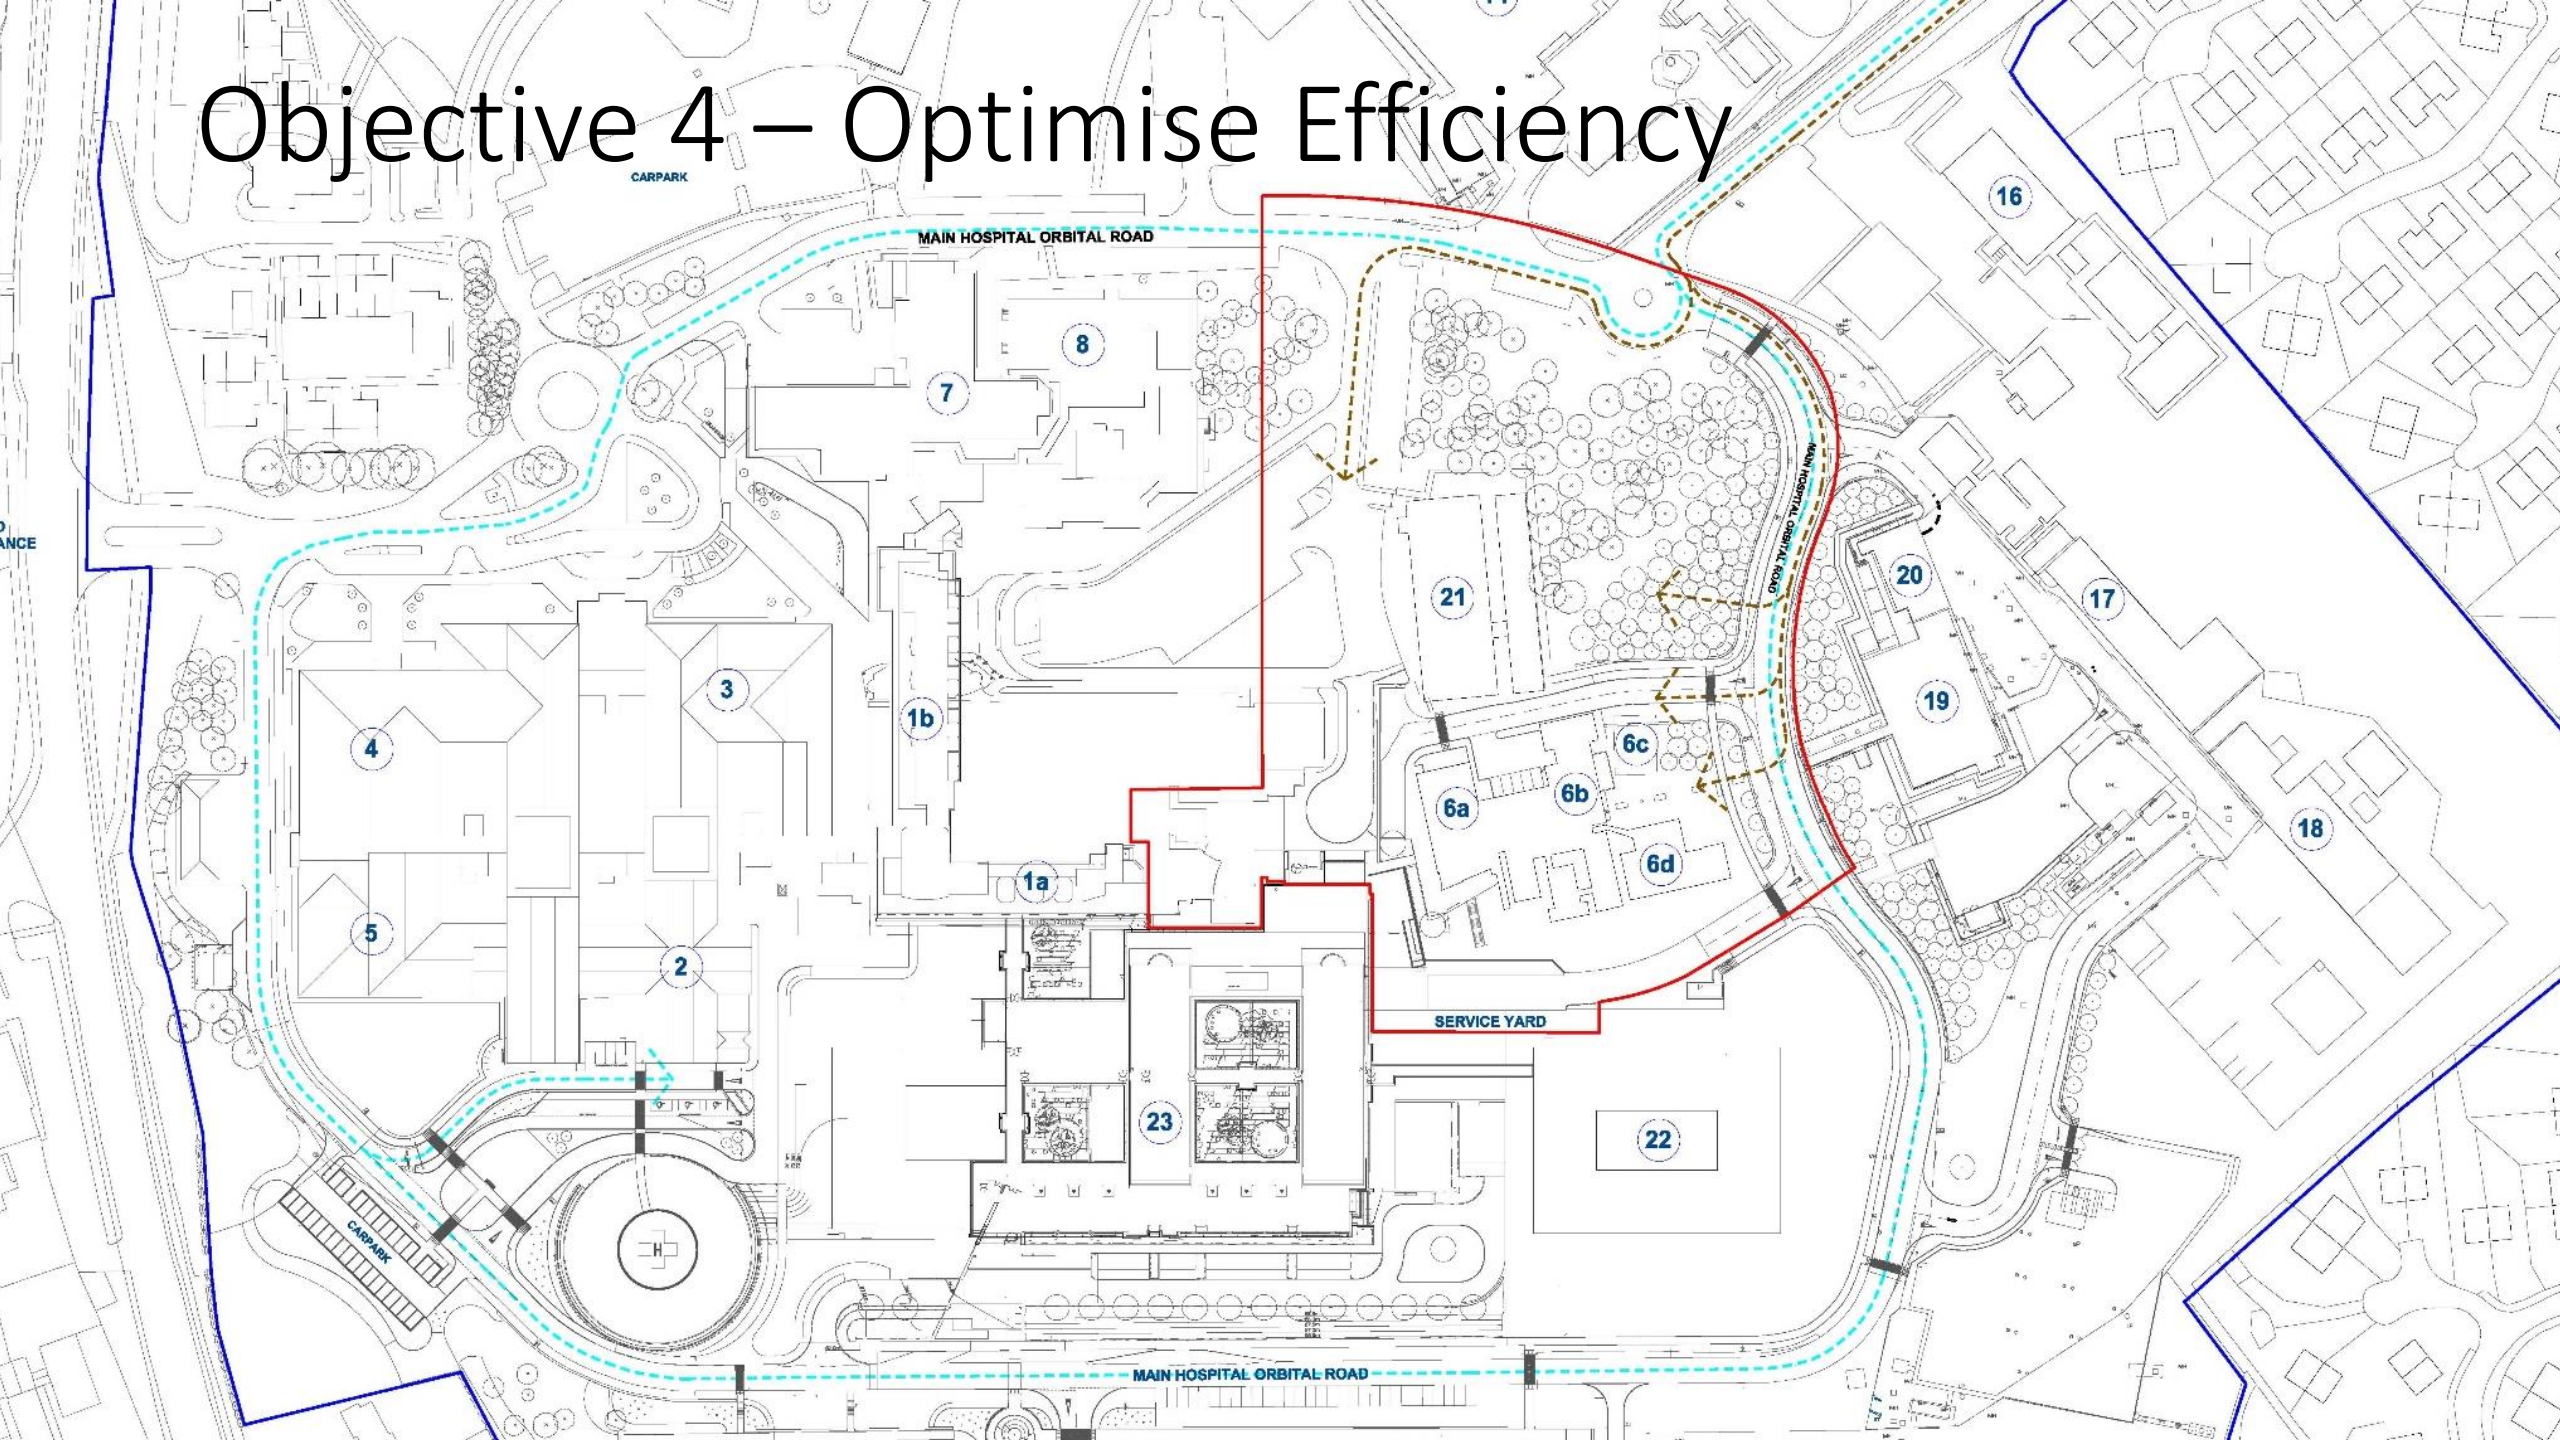 Objective 4 – Optimise Efficiency
CARPARK
16
MAIN HOSPITAL ORBITAL ROAD
8
7
MAIN HOSPITAL ORBITAL ROAD
ANCE
20
21
17
3
19
1b
4
6c
6a
6b
18
6d
1a
5
2
SERVICE YARD
23
22
CARPARK
H
MAIN HOSPITAL ORBITAL ROAD